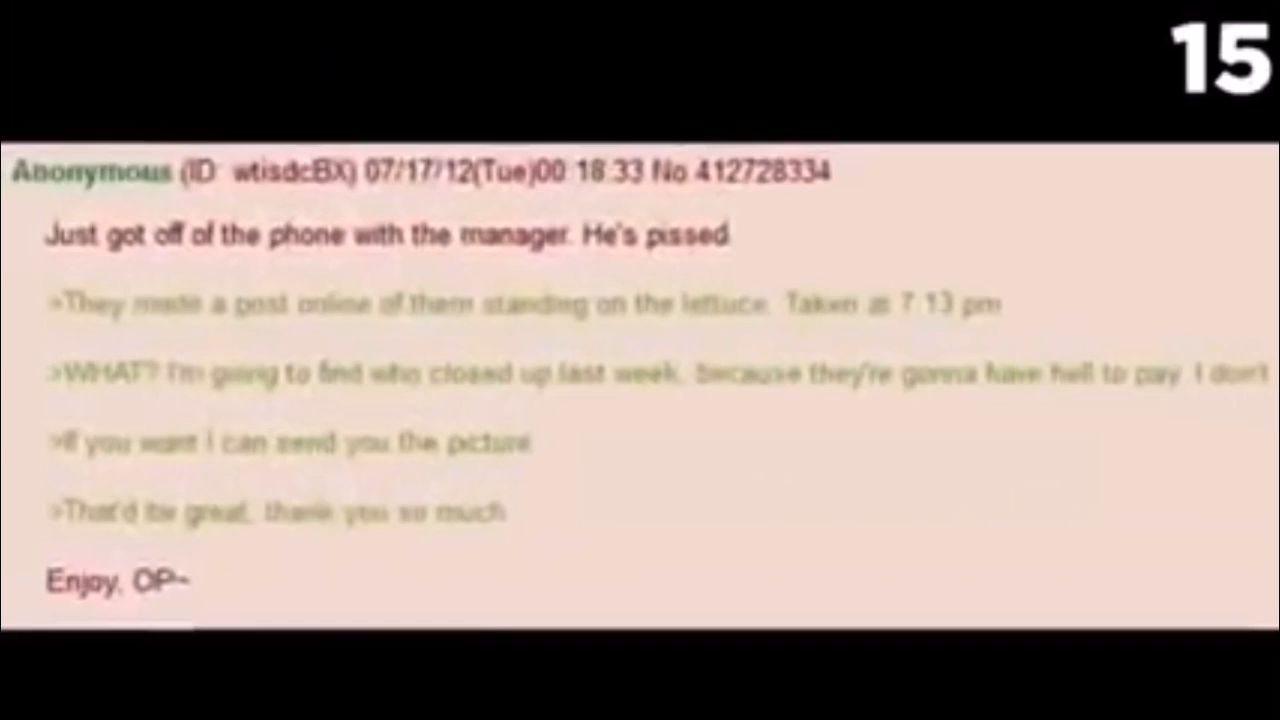 15
Anonymous (ID: wtisdcBX) 07/17/12(Tue)00:18:33 No.412728334
Just got off of the phone with the manager. He's pissed.
>They made a post online of them standing on the lettuce. Taken at 7:13 pm
>WHAT? I'm going to find who closed up last week, because they're gonna have hell to pay. I don't
>If you want I can send you the picture
>That'd be great, thank you so much
Enjoy, OP~